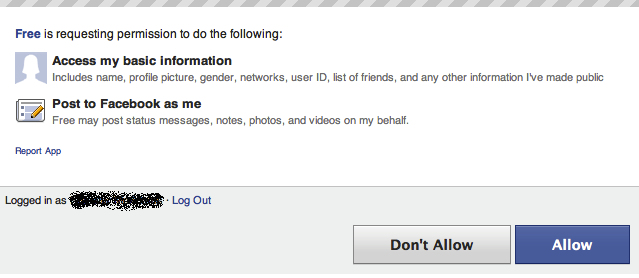 Free is requesting permission to do the following:
Access my basic information
Includes name, profile picture, gender, networks, user ID, list of friends, and any other information I've made public
Post to Facebook as me
Free may post status messages, notes, photos, and videos on my behalf.
Report App
Logged in as · Log Out
Don't Allow
Allow